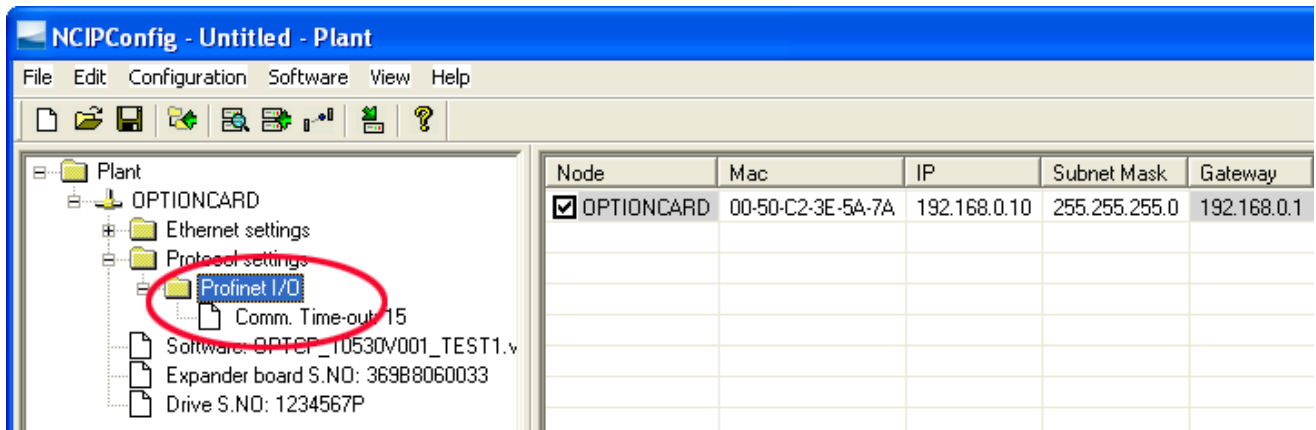 NCIPConfig - Untitled - Plant
File Edit Configuration Software View Help
Plant
OPTIONCARD
Ethernet settings
Protocol settings
Profinet I/O
Comm. Time-out: 15
Software: OPTCP_10530V001_TEST1.v
Expander board S.NO: 369B8060033
Drive S.NO: 1234567P
Node Mac IP Subnet Mask Gateway
OPTIONCARD 00-50-C2-3E-5A-7A 192.168.0.10 255.255.255.0 192.168.0.1